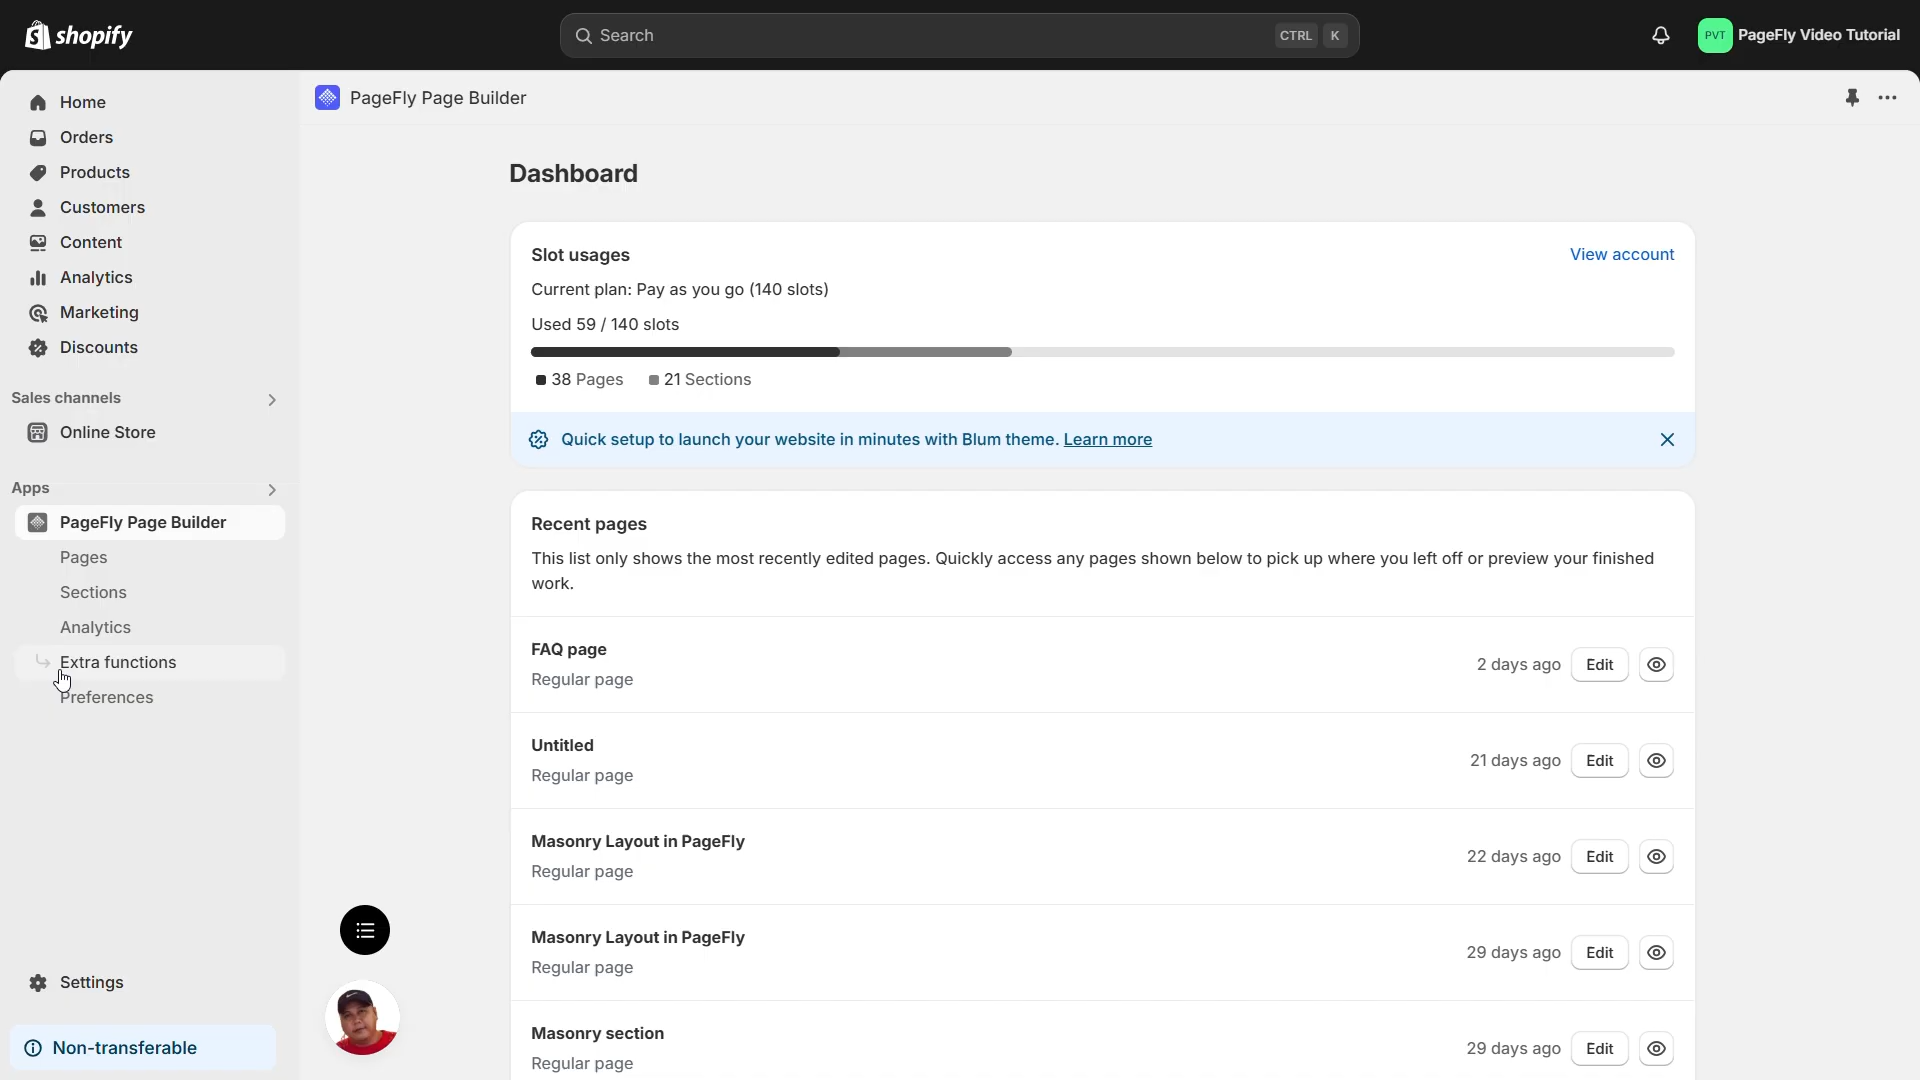 shopify
Search
CTRL K
PVT
PageFly Video Tutorial
Home
Orders
Products
Customers
Content
Analytics
Marketing
Discounts
Sales channels
Online Store
Apps
PageFly Page Builder
Pages
Sections
Analytics
Extra functions
Preferences
Settings
Non-transferable
PageFly Page Builder
Dashboard
Slot usages
View account
Current plan: Pay as you go (140 slots)
Used 59 / 140 slots
38 Pages
21 Sections
Quick setup to launch your website in minutes with Blum theme. Learn more
Recent pages
This list only shows the most recently edited pages. Quickly access any pages shown below to pick up where you left off or preview your finished
work.
FAQ page
Regular page
2 days ago
Edit
Untitled
Regular page
21 days ago
Edit
Masonry Layout in PageFly
Regular page
22 days ago
Edit
Masonry Layout in PageFly
Regular page
29 days ago
Edit
Masonry section
Regular page
29 days ago
Edit